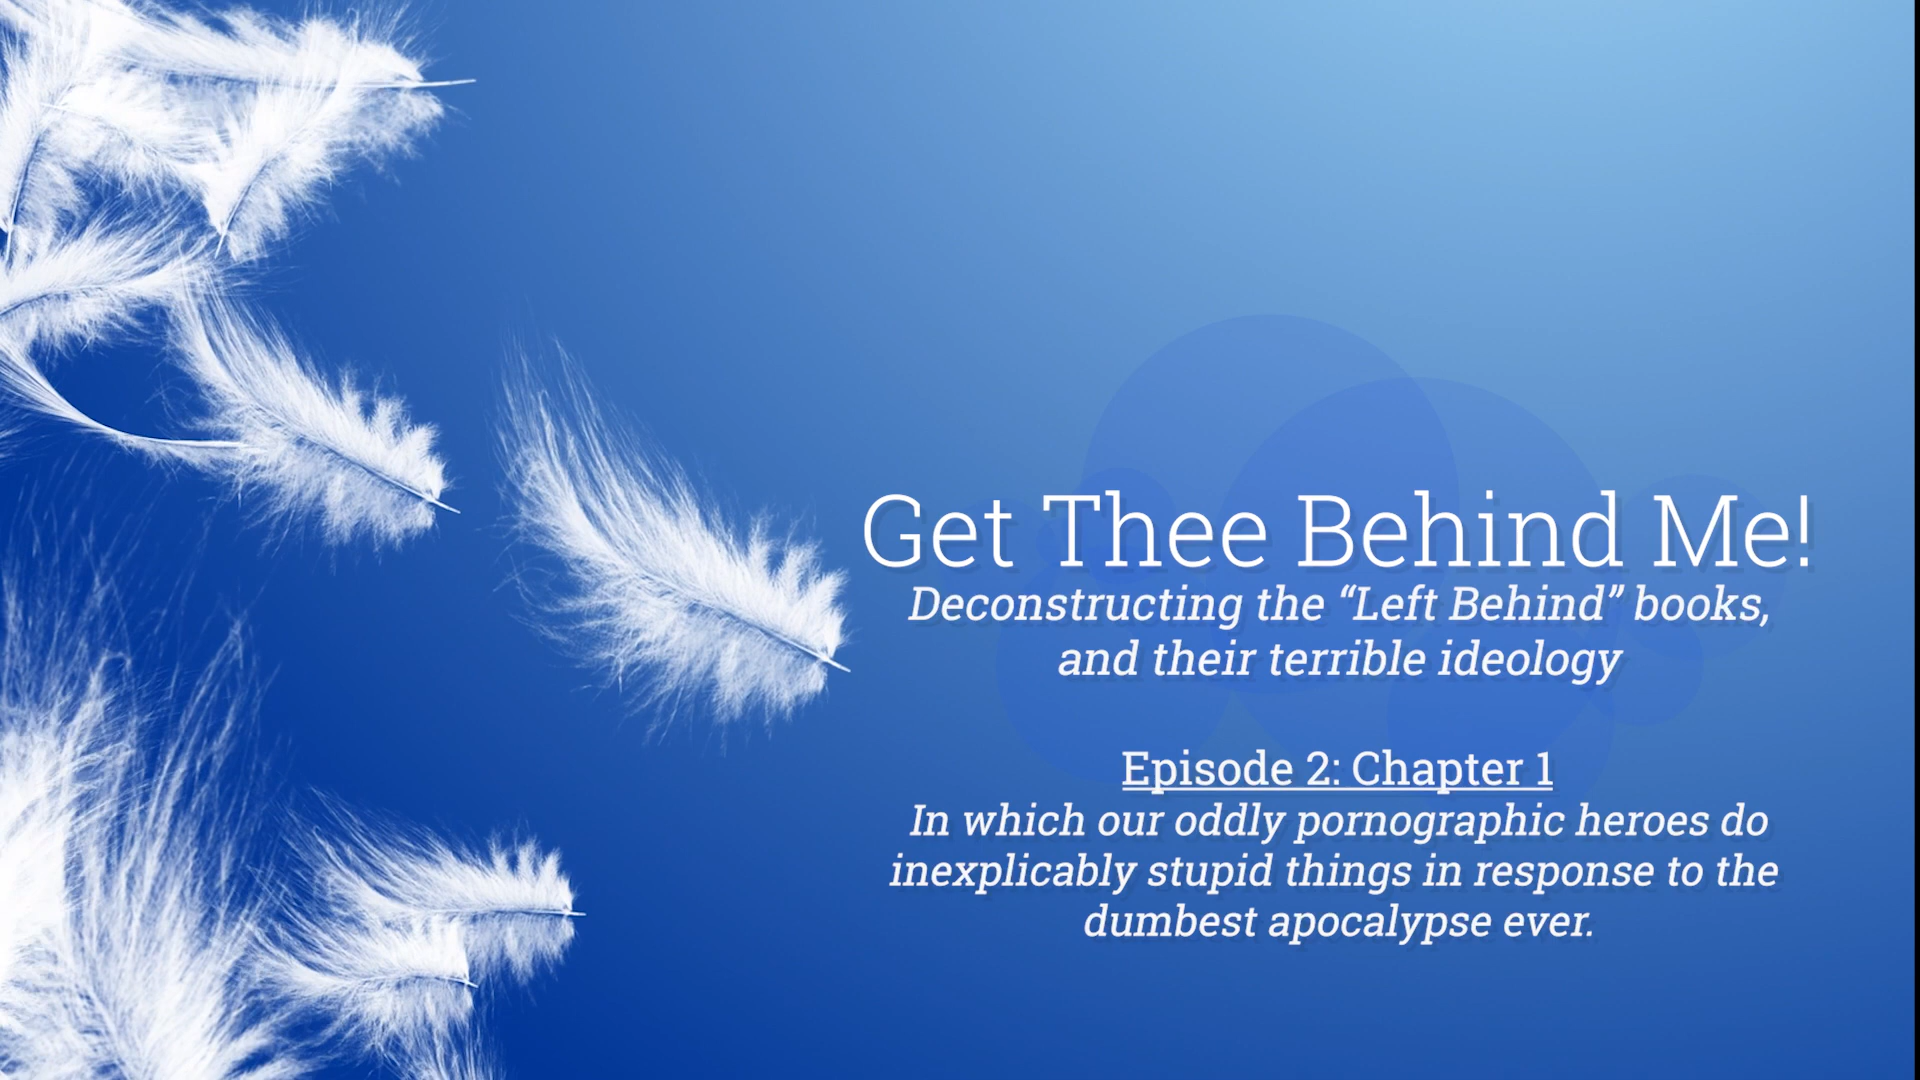 Get Thee Behind Me!
Deconstructing the “Left Behind” books,
and their terrible ideology
Episode 2: Chapter 1
In which our oddly pornographic heroes do
inexplicably stupid things in response to the
dumbest apocalypse ever.